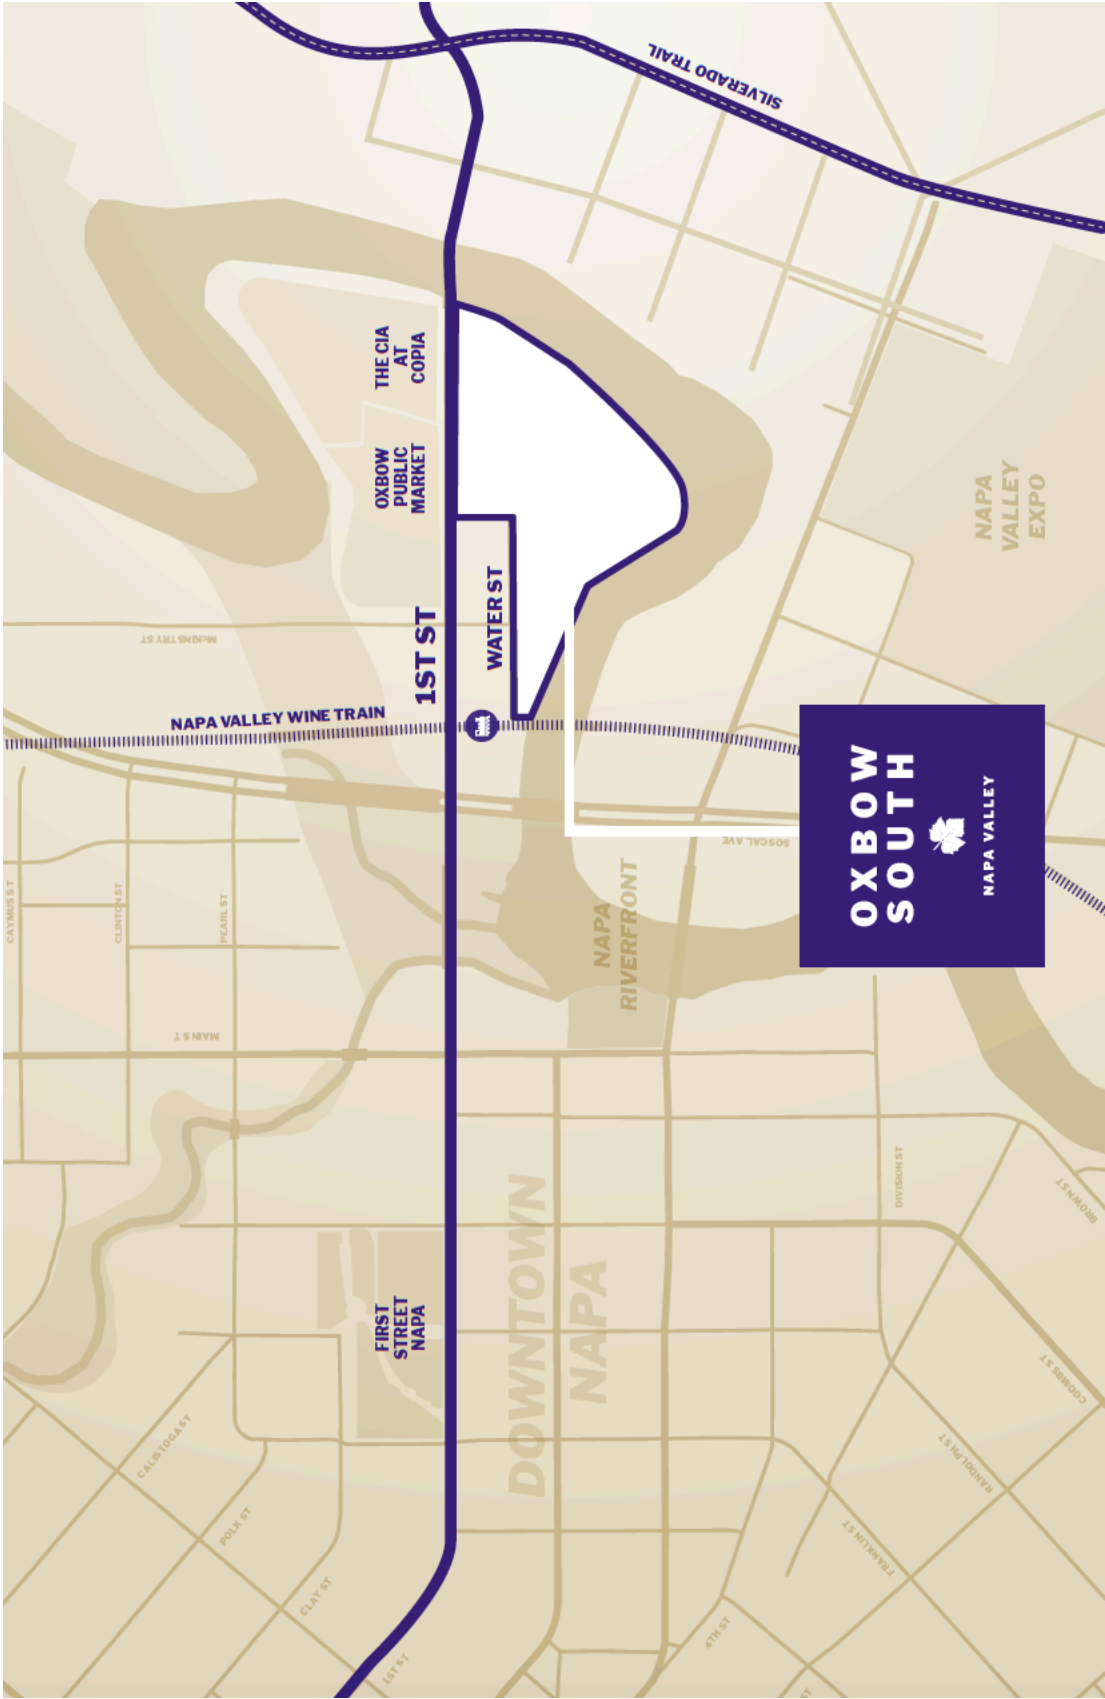 SILVERADO TRAIL
THE CIA
AT
COPIA
OXBOW
PUBLIC
MARKET
NAPA
VALLEY
EXPO
1ST ST
WATER ST
McKINSTRY ST
NAPA VALLEY WINE TRAIN
OXBOW
SOUTH
NAPA VALLEY
SOSCAL AVE
NAPA
RIVERFRONT
CAYMUS ST
CLINTON ST
PEARL ST
MAIN ST
DIVISION ST
BROWN ST
DOWNTOWN
NAPA
FIRST
STREET
NAPA
COOMBS ST
CALISTOGA ST
RANDOLPH ST
POLK ST
FRANKLIN ST
CLAY ST
4TH ST
1ST ST
ST